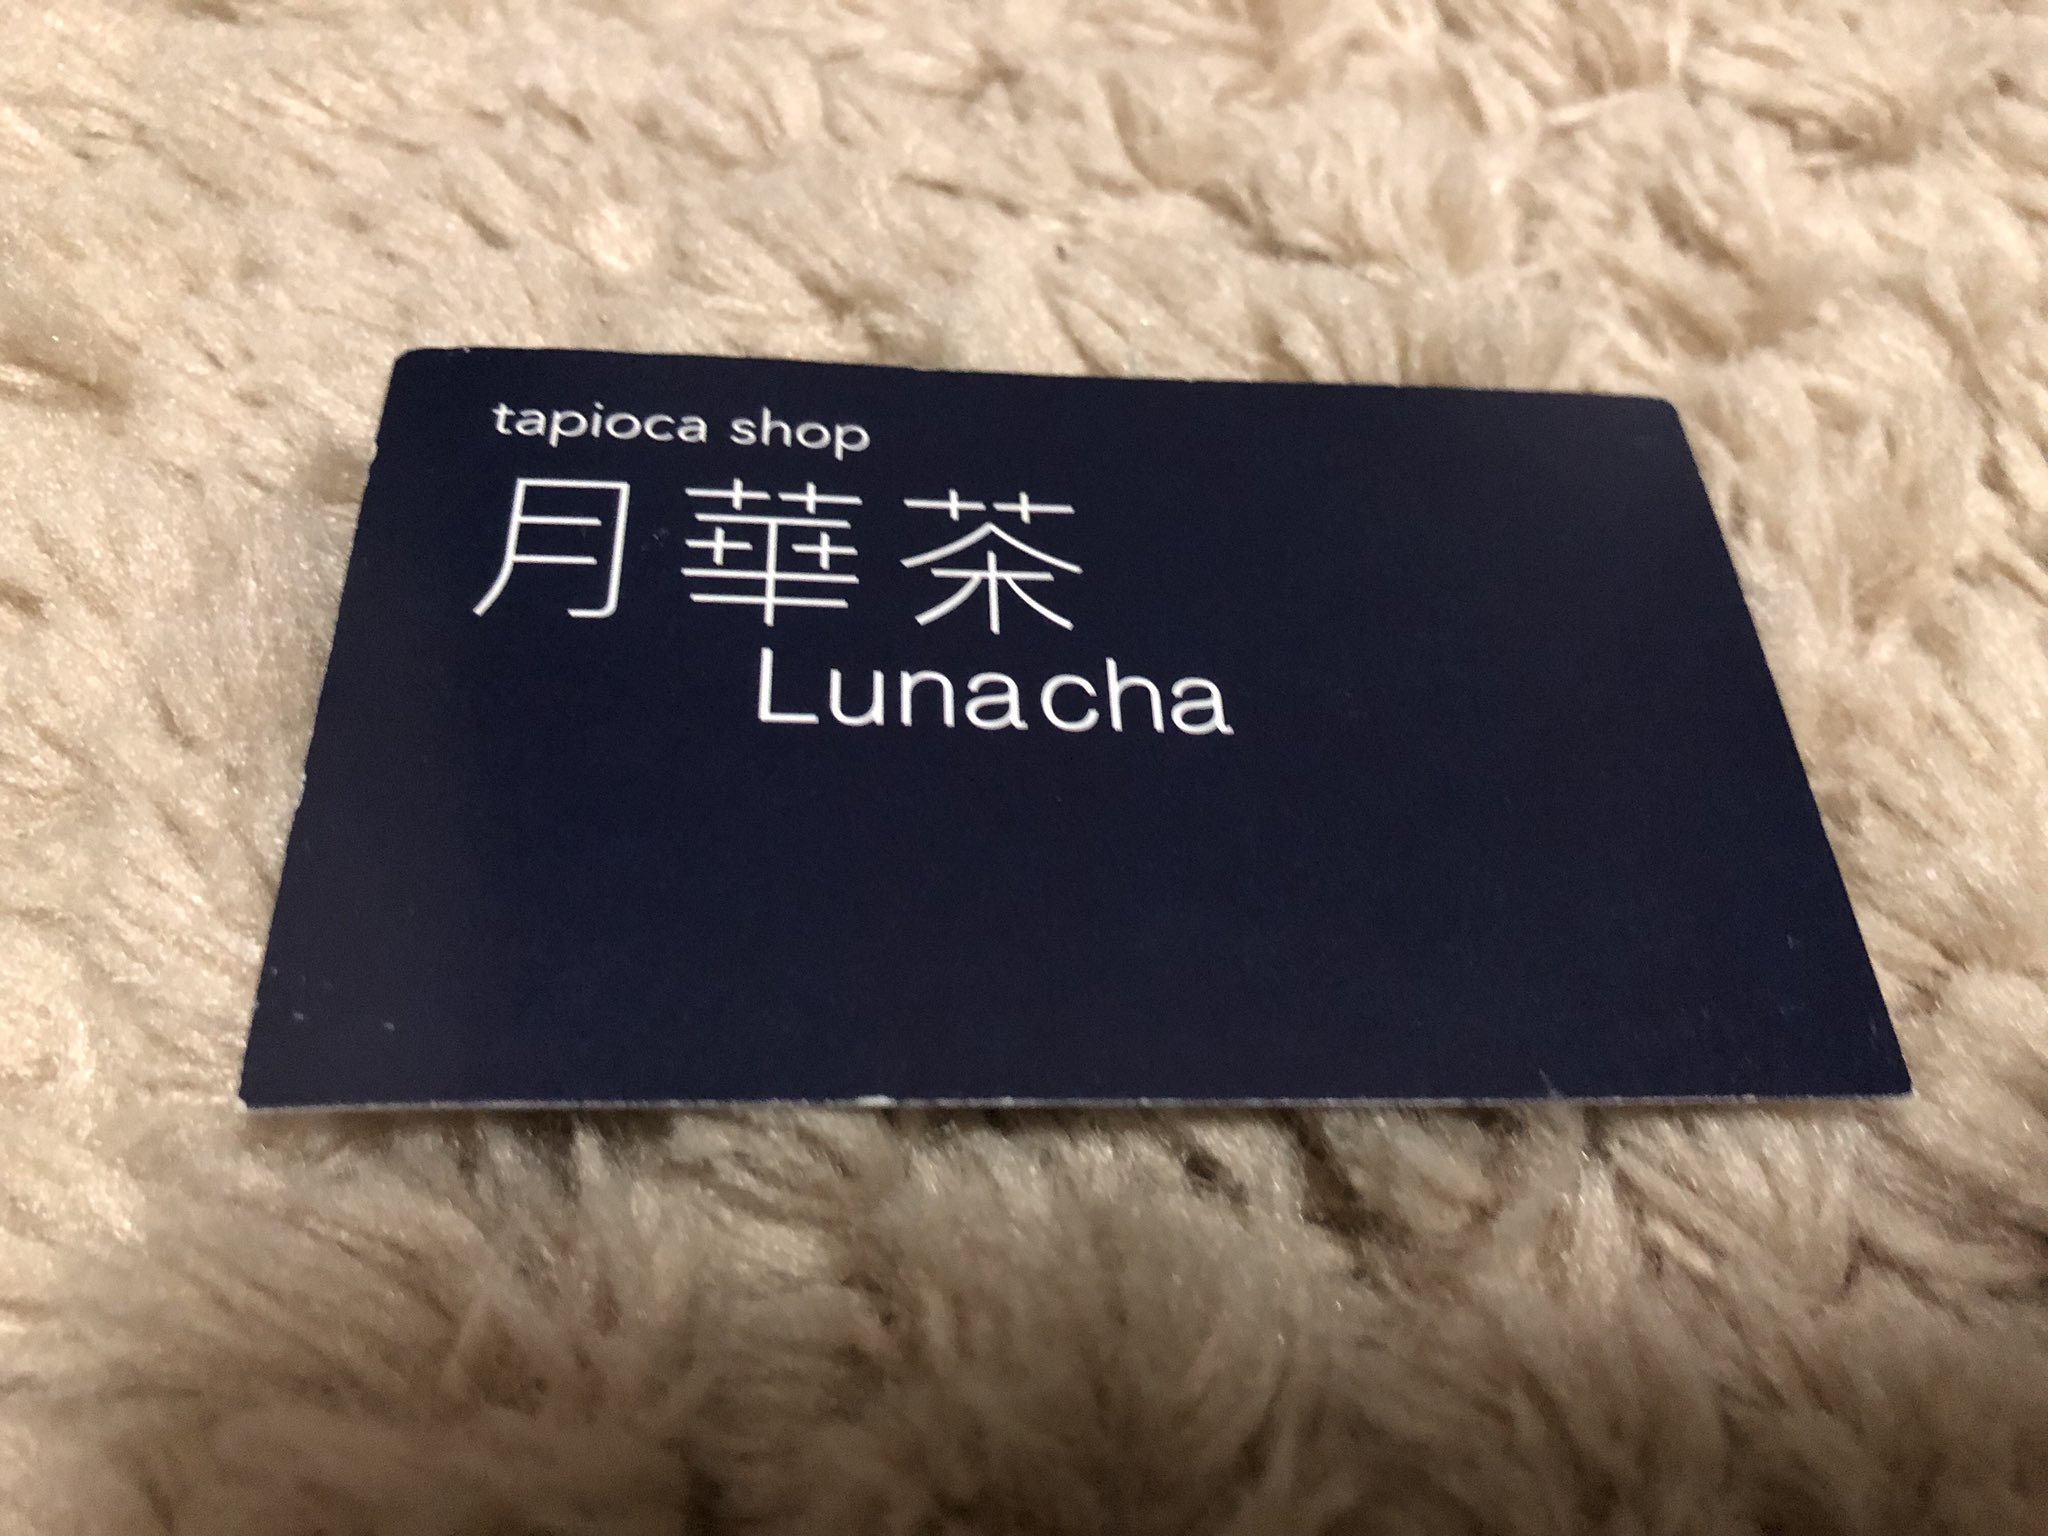 tapioca shop
月華茶
Lunacha